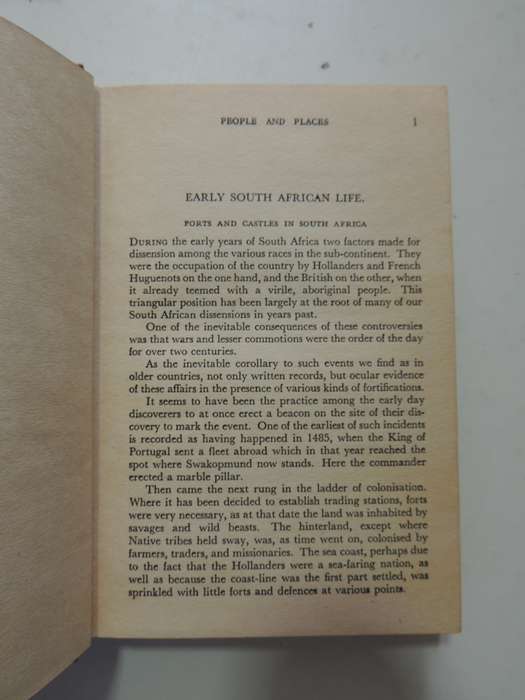 PEOPLE AND PLACES 1
EARLY SOUTH AFRICAN LIFE.
PORTS AND CASTLES IN SOUTH AFRICA
DURING the early years of South Africa two factors made for
dissension among the various races in the sub-continent. They
were the occupation of the country by Hollanders and French
Huguenots on the one hand, and the British on the other, when
it already teemed with a virile, aboriginal people. This
triangular position has been largely at the root of many of our
South African dissensions in years past.
One of the inevitable consequences of these controversies
was that wars and lesser commotions were the order of the day
for over two centuries.
As the inevitable corollary to such events we find as in
older countries, not only written records, but ocular evidence
of these affairs in the presence of various kinds of fortifications.
It seems to have been the practice among the early day
discoverers to at once erect a beacon on the site of their dis-
covery to mark the event. One of the earliest of such incidents
is recorded as having happened in 1485, when the King of
Portugal sent a fleet abroad which in that year reached the
spot where Swakopmund now stands. Here the commander
erected a marble pillar.
Then came the next rung in the ladder of colonisation.
Where it has been decided to establish trading stations, forts
were very necessary, as at that date the land was inhabited by
savages and wild beasts. The hinterland, except where
Native tribes held sway, was, as time went on, colonised by
farmers, traders, and missionaries. The sea coast, perhaps due
to the fact that the Hollanders were a sea-faring nation, as
well as because the coast-line was the first part settled, was
sprinkled with little forts and defences at various points.